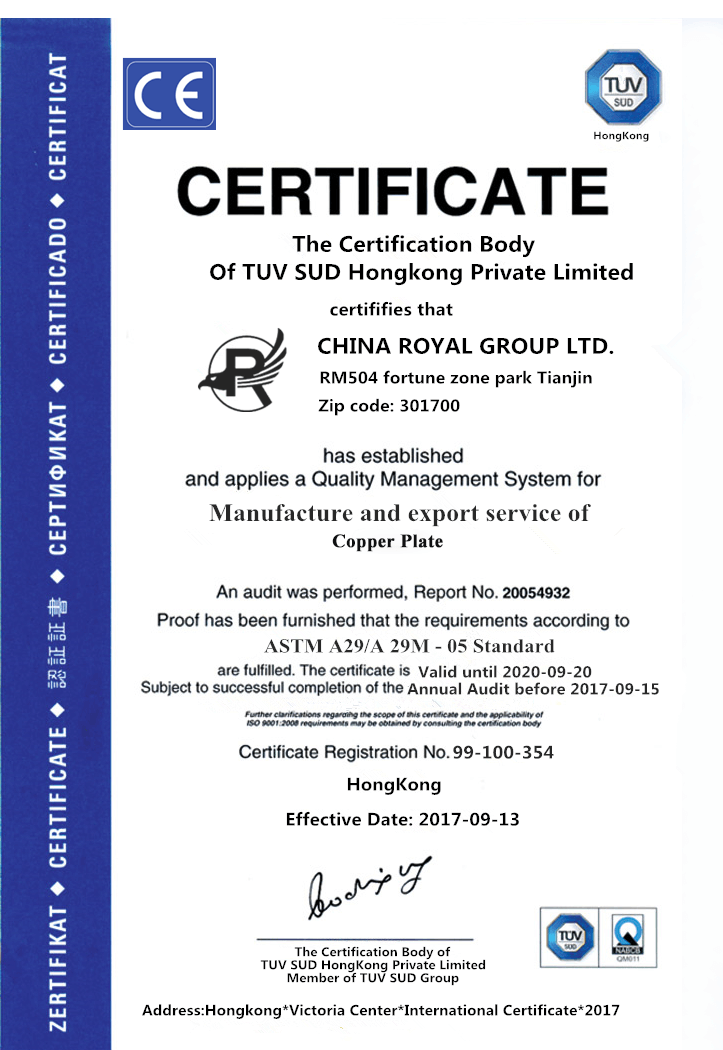 ZERTIFIKAT ◆ CERTIFICATE ◆ 認証証書 ◆ СЕРТИФИКАТ ◆ CERTIFICADO ◆ CERTIFICAT
CE
TUV
SUD
HongKong
CERTIFICATE
The Certification Body
Of TUV SUD Hongkong Private Limited
certififies that
R
CHINA ROYAL GROUP LTD.
RM504 fortune zone park Tianjin
Zip code: 301700
has established
and applies a Quality Management System for
Manufacture and export service of
Copper Plate
An audit was performed, Report No. 20054932
Proof has been furnished that the requirements according to
ASTM A29/A 29M - 05 Standard
are fulfilled. The certificate is Valid until 2020-09-20
Subject to successful completion of the Annual Audit before 2017-09-15
Further clarifications regarding the scope of this certificate and the applicability of
ISO 9001:2008 requirements may be obtained by consulting the certification body
Certificate Registration No. 99-100-354
HongKong
Effective Date: 2017-09-13
The Certification Body of
TUV SUD HongKong Private Limited
Member of TUV SUD Group
TUV
SUD
NABCB
QM011
Address:Hongkong*Victoria Center*International Certificate*2017